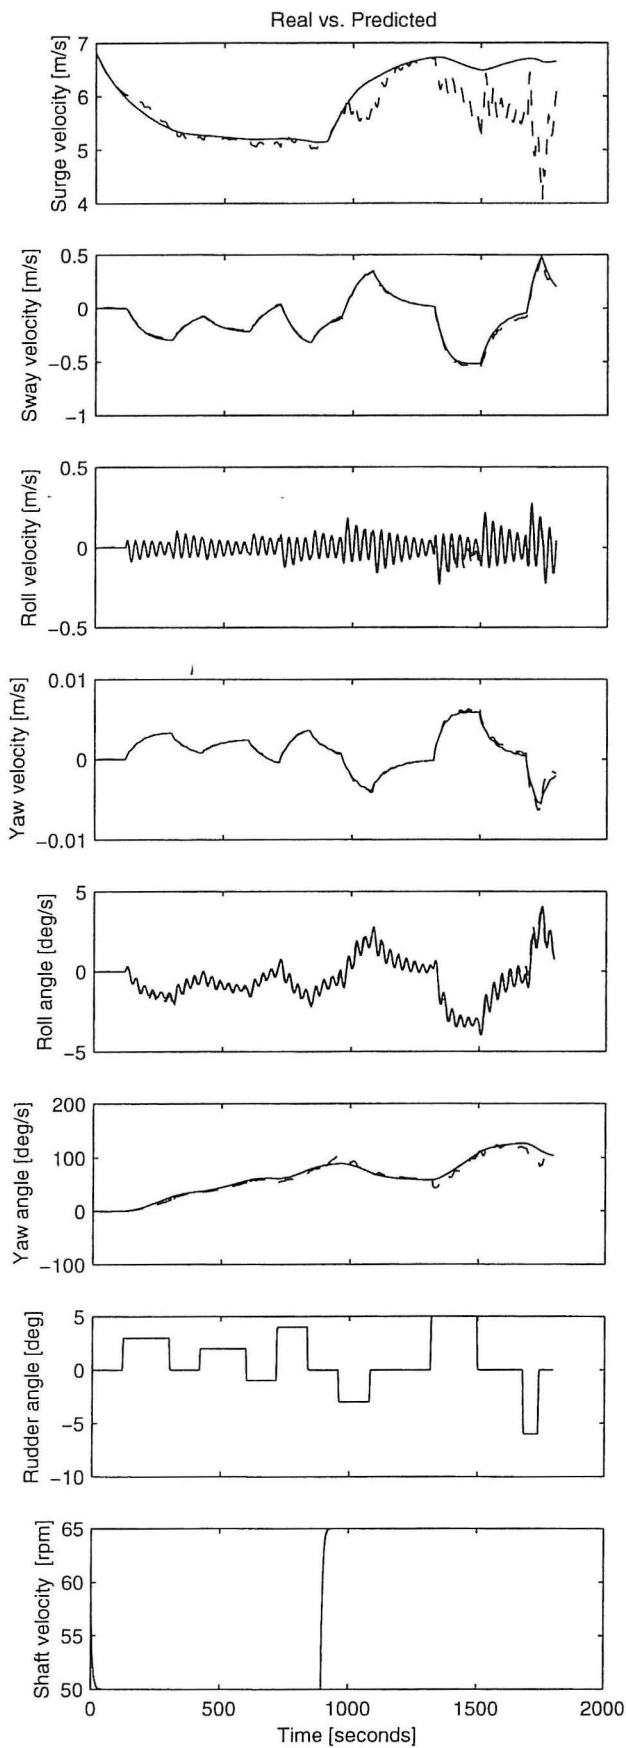 Real vs. Predicted
7
6
5
4
Surge velocity [m/s]
0.5
0
−0.5
−1
Sway velocity [m/s]
0.5
0
−0.5
Roll velocity [m/s]
0.01
0
−0.01
Yaw velocity [m/s]
5
0
−5
Roll angle [deg/s]
200
100
0
−100
Yaw angle [deg/s]
5
0
−5
−10
Rudder angle [deg]
65
60
55
50
Shaft velocity [rpm]
0 500 1000 1500 2000
Time [seconds]